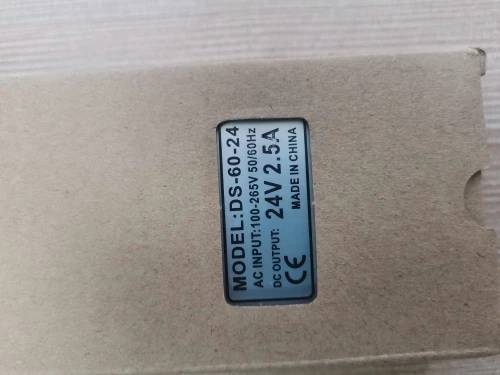 MODEL:DS-60-24
AC INPUT:100-265V 50/60Hz
DC OUTPUT: 24V 2.5A
CE MADE IN CHINA